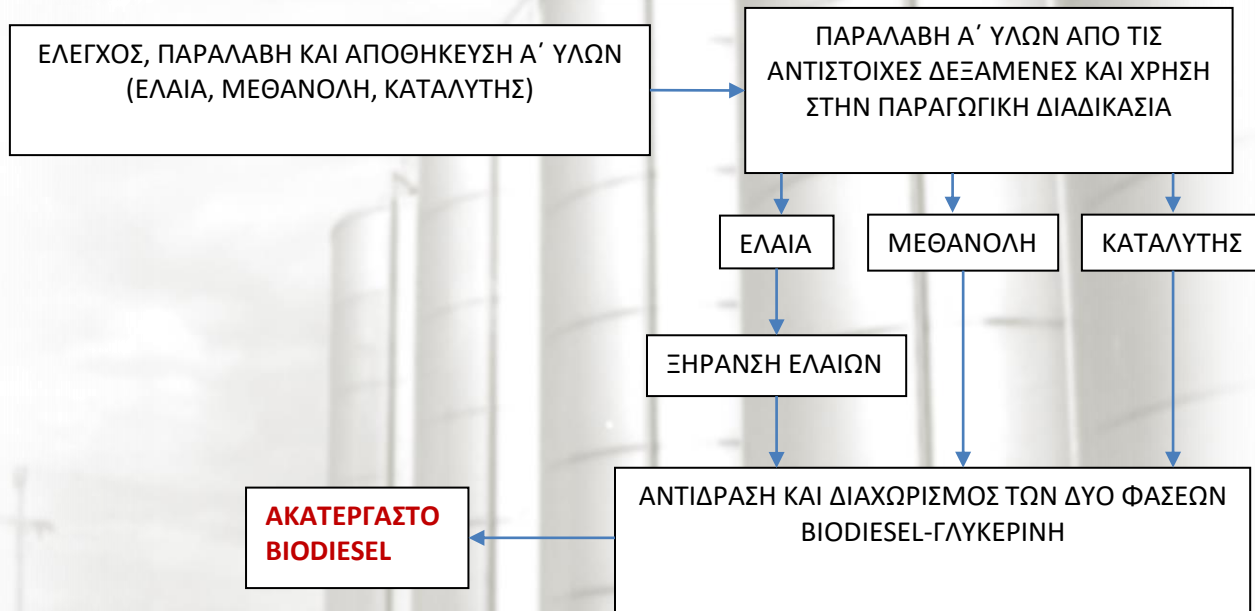 ΕΛΕΓΧΟΣ, ΠΑΡΑΛΑΒΗ ΚΑΙ ΑΠΟΘΗΚΕΥΣΗ Α΄ ΥΛΩΝ
(ΕΛΑΙΑ, ΜΕΘΑΝΟΛΗ, ΚΑΤΑΛΥΤΗΣ)
ΠΑΡΑΛΑΒΗ Α΄ ΥΛΩΝ ΑΠΟ ΤΙΣ
ΑΝΤΙΣΤΟΙΧΕΣ ΔΕΞΑΜΕΝΕΣ ΚΑΙ ΧΡΗΣΗ
ΣΤΗΝ ΠΑΡΑΓΩΓΙΚΗ ΔΙΑΔΙΚΑΣΙΑ
ΕΛΑΙΑ
ΜΕΘΑΝΟΛΗ
ΚΑΤΑΛΥΤΗΣ
ΞΗΡΑΝΣΗ ΕΛΑΙΩΝ
ΑΝΤΙΔΡΑΣΗ ΚΑΙ ΔΙΑΧΩΡΙΣΜΟΣ ΤΩΝ ΔΥΟ ΦΑΣΕΩΝ
BIODIESEL-ΓΛΥΚΕΡΙΝΗ
ΑΚΑΤΕΡΓΑΣΤΟ
BIODIESEL